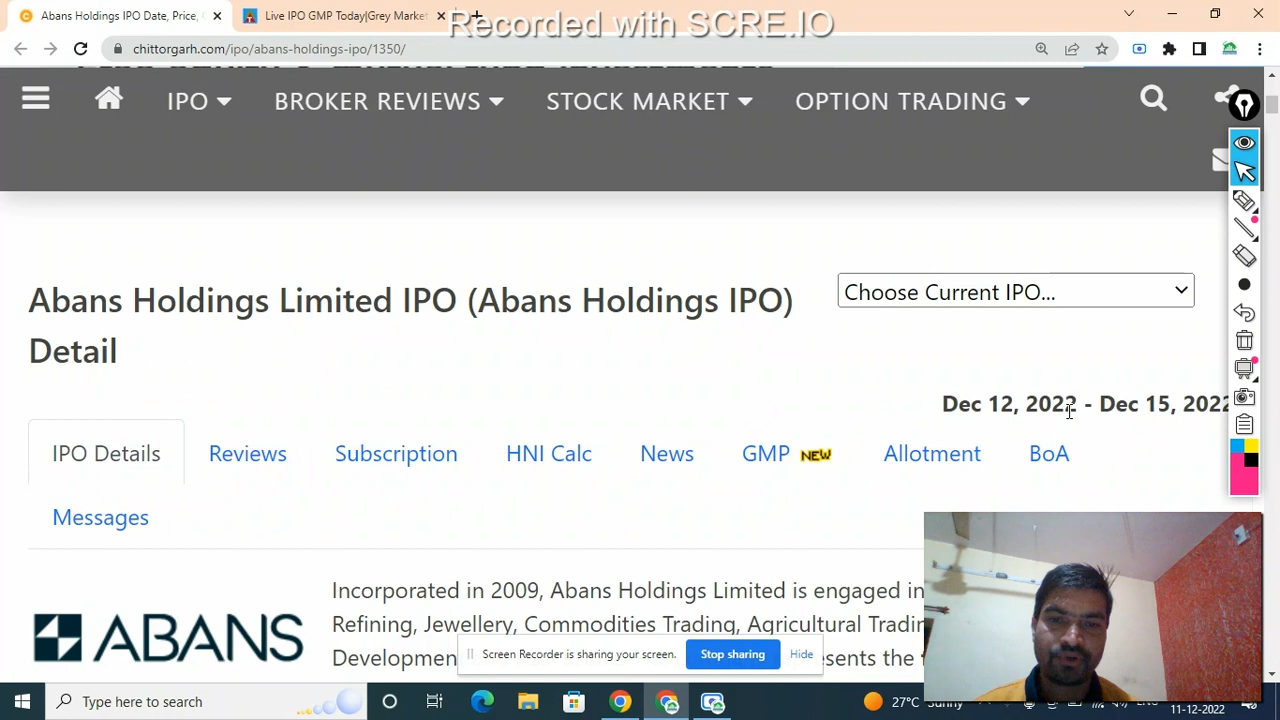 Abans Holdings IPO Date, Price,
Live IPO GMP Today|Grey Market
Recorded with SCRE.IO
chittorgarh.com/ipo/abans-holdings-ipo/1350/
IPO
BROKER REVIEWS
STOCK MARKET
OPTION TRADING
Abans Holdings Limited IPO (Abans Holdings IPO)
Detail
Choose Current IPO...
Dec 12, 2022 - Dec 15, 2022
IPO Details
Reviews
Subscription
HNI Calc
News
GMP NEW
Allotment
BoA
Messages
ABANS
Incorporated in 2009, Abans Holdings Limited is engaged in
Refining, Jewellery, Commodities Trading, Agricultural Tradin
Developmen
esents the f
Screen Recorder is sharing your screen.
Stop sharing
Hide
Type here to search
27°C Sunny
ENG
11-12-2022